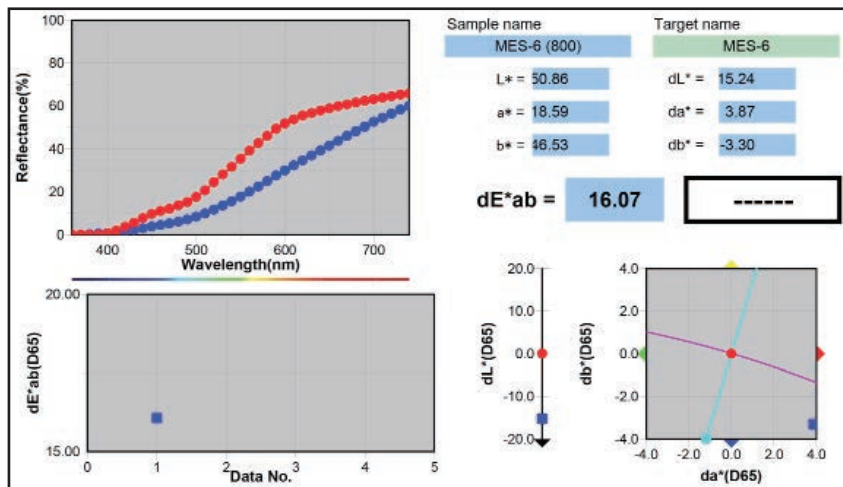 Sample name
Target name
MES-6 (800)
MES-6
L* = 50.86
dL* = 15.24
a* = 18.59
da* = 3.87
b* = 46.53
db* = -3.30
dE*ab = 16.07
------
Reflectance(%)
100
80
60
40
20
0
400 500 600 700
Wavelength(nm)
dE*ab(D65)
20.00
15.00
0 1 2 3 4 5
Data No.
dL*(D65)
20.0
10.0
0.0
-10.0
-20.0
db*(D65)
4.0
2.0
0.0
-2.0
-4.0
-4.0 -2.0 0.0 2.0 4.0
da*(D65)